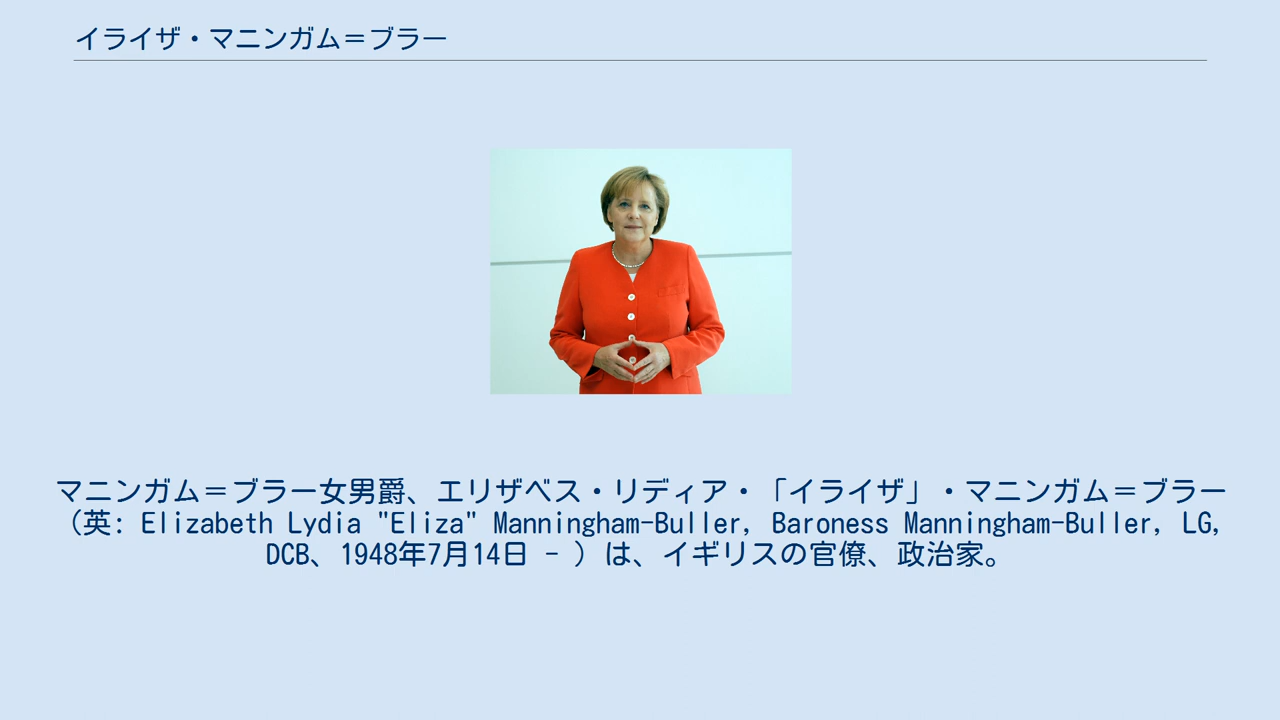 イライザ・マニンガム＝ブラー
マニンガム＝ブラー女男爵、エリザベス・リディア・「イライザ」・マニンガム＝ブラー
（英: Elizabeth Lydia "Eliza" Manningham-Buller, Baroness Manningham-Buller, LG,
DCB、1948年7月14日 - ）は、イギリスの官僚、政治家。